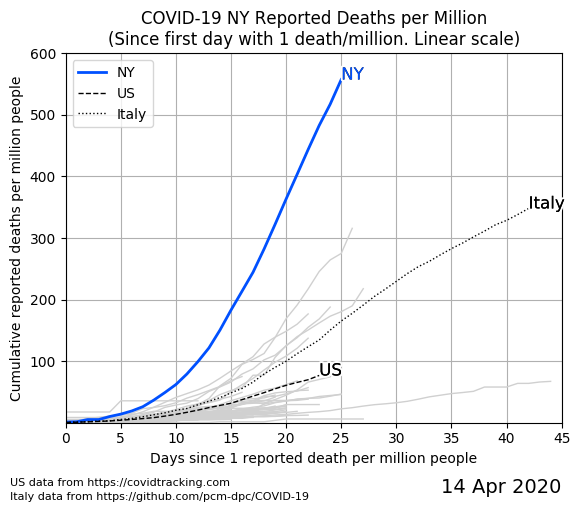 COVID-19 NY Reported Deaths per Million
(Since first day with 1 death/million. Linear scale)
Cumulative reported deaths per million people
600
500
400
300
200
100
NY
US
Italy
NY
Italy
US
0 5 10 15 20 25 30 35 40 45
Days since 1 reported death per million people
US data from https://covidtracking.com
Italy data from https://github.com/pcm-dpc/COVID-19
14 Apr 2020